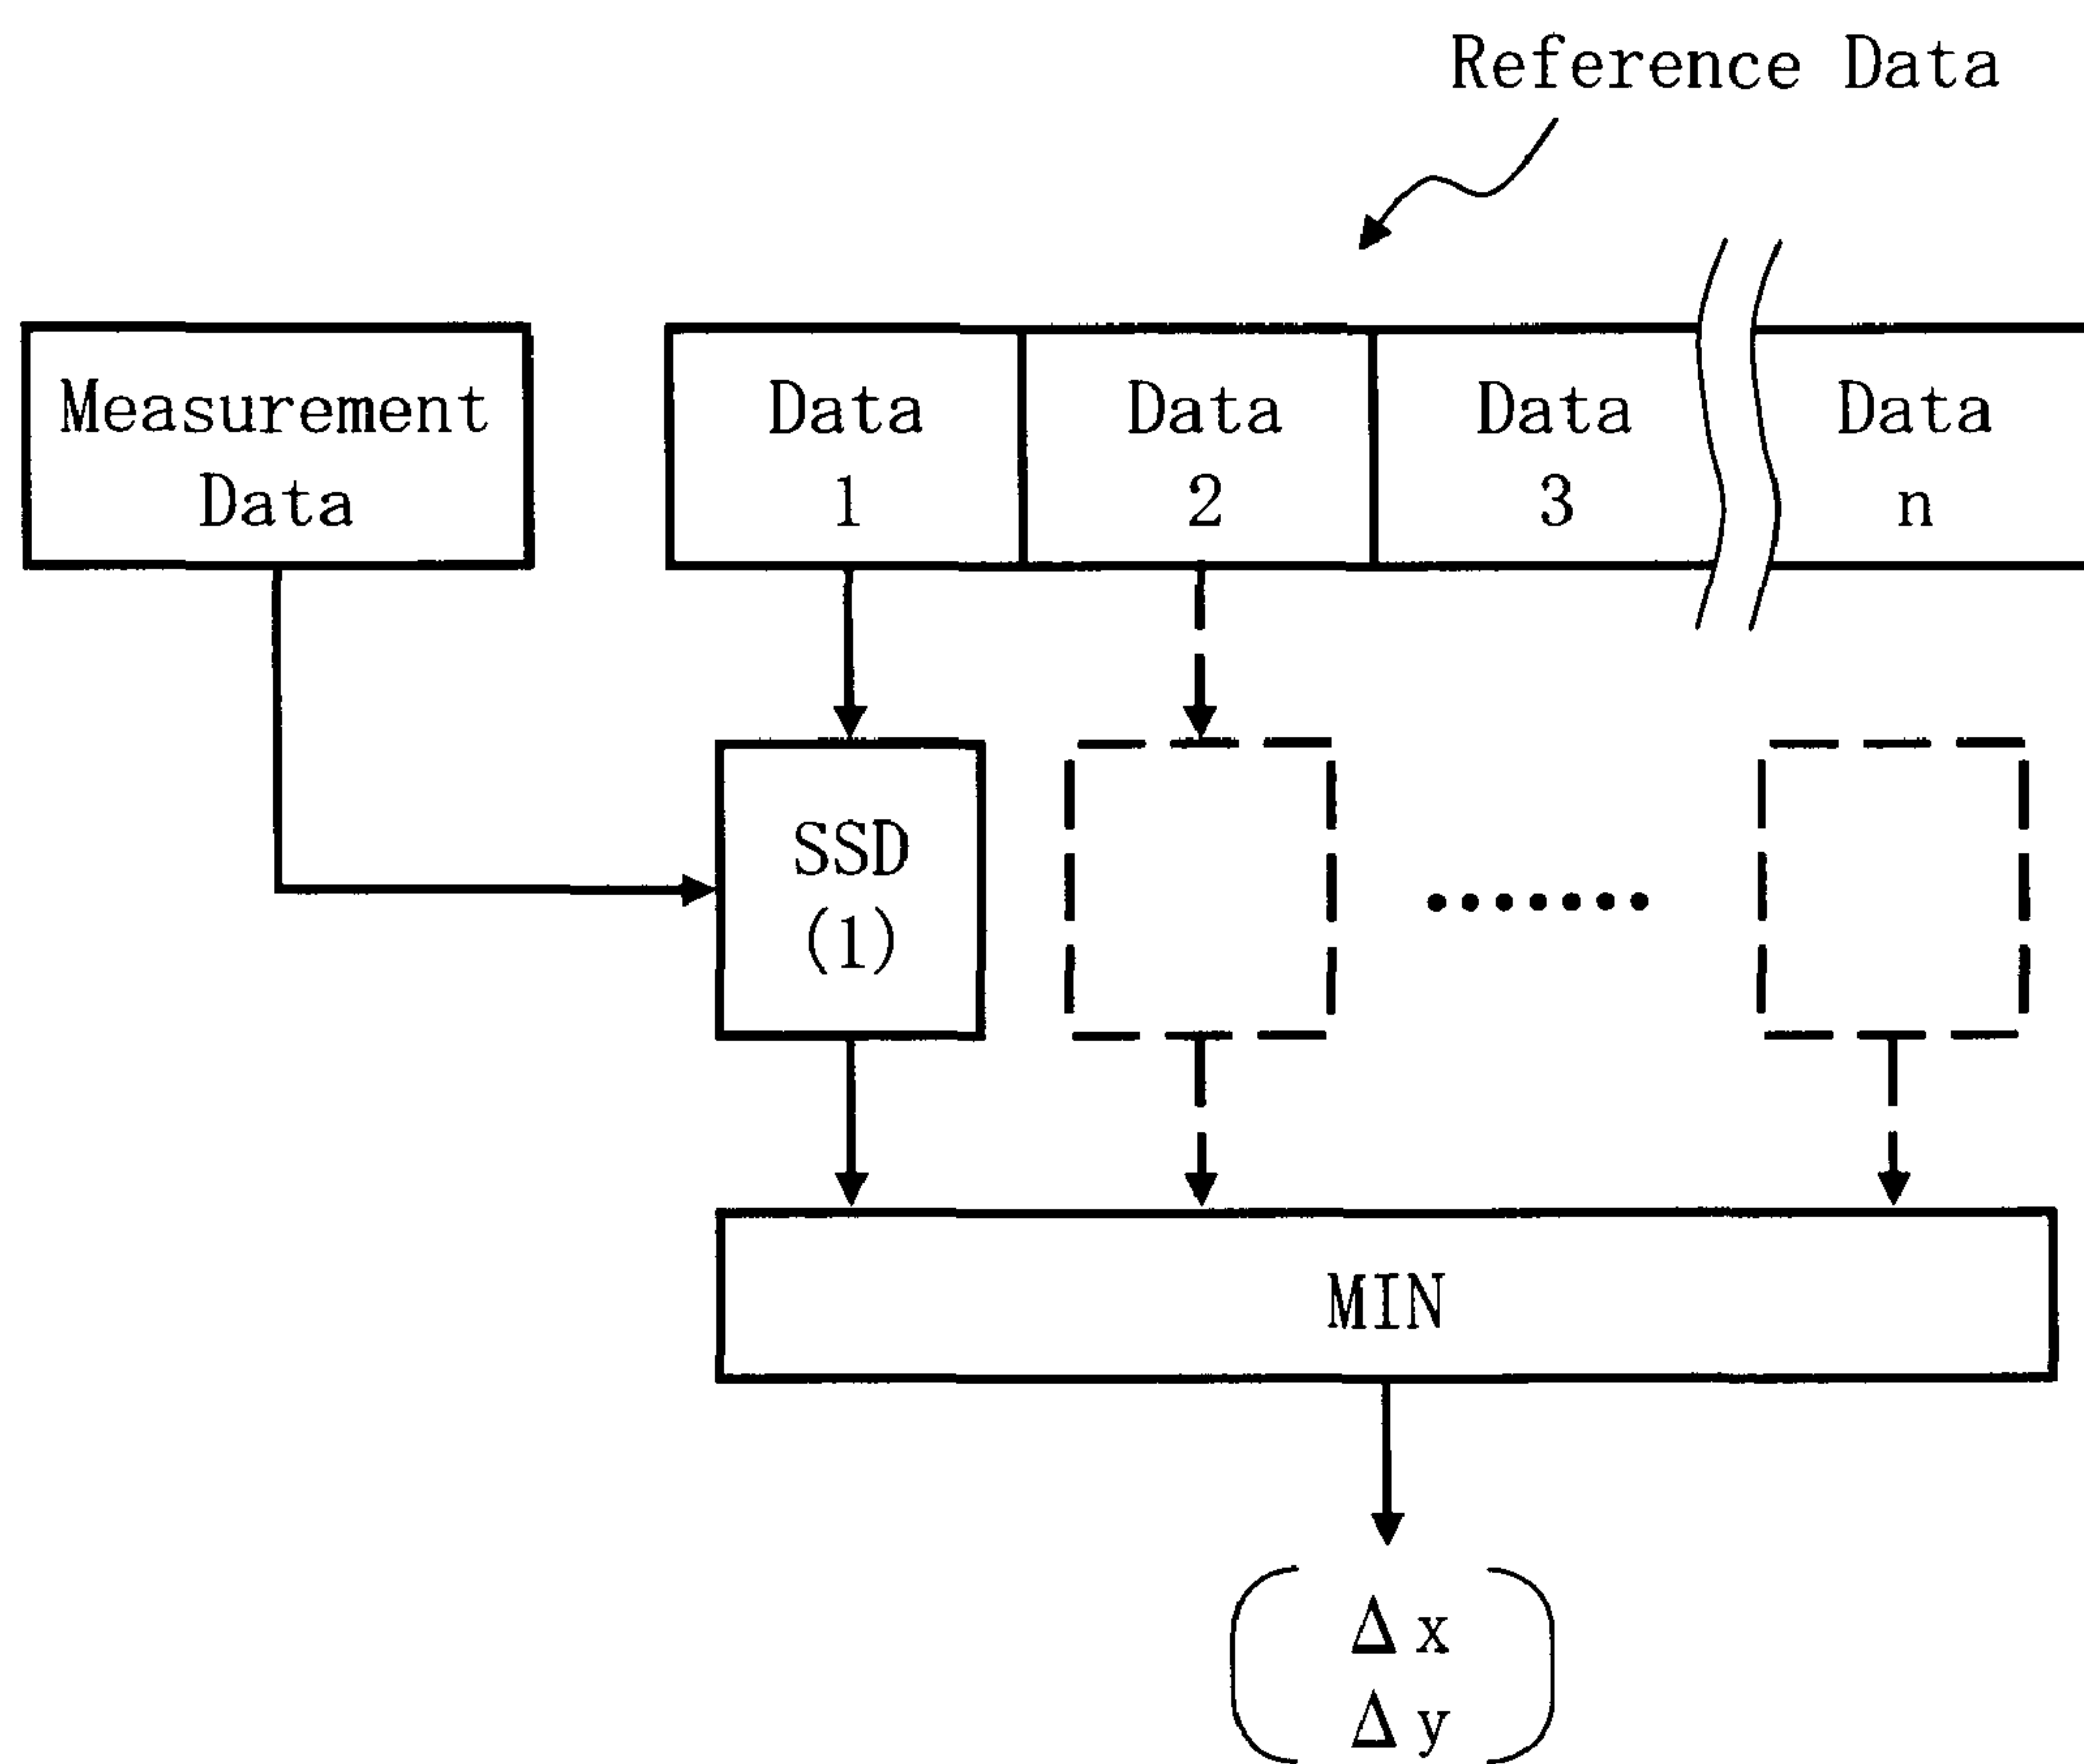 Reference Data
Measurement
Data
Data
1
Data
2
Data
3
Data
n
SSD
(1)
MIN
Δx
Δy